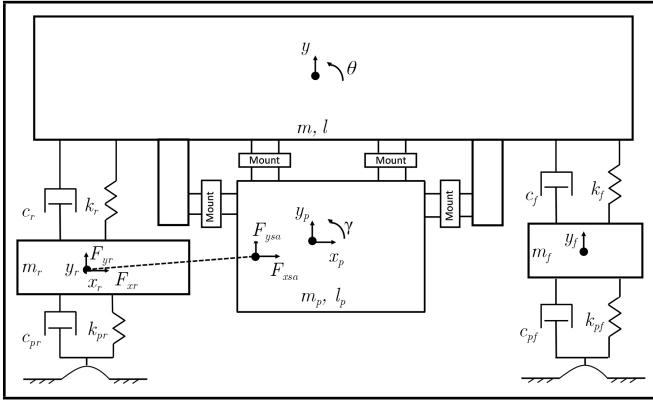 y
θ
m, l
Mount
Mount
Mount
Mount
c_r
k_r
c_f
k_f
y_p
γ
x_p
m_p, l_p
F_ysa
F_xsa
m_r
y_r
F_yr
x_r
F_xr
y_f
m_f
c_pr
k_pr
c_pf
k_pf